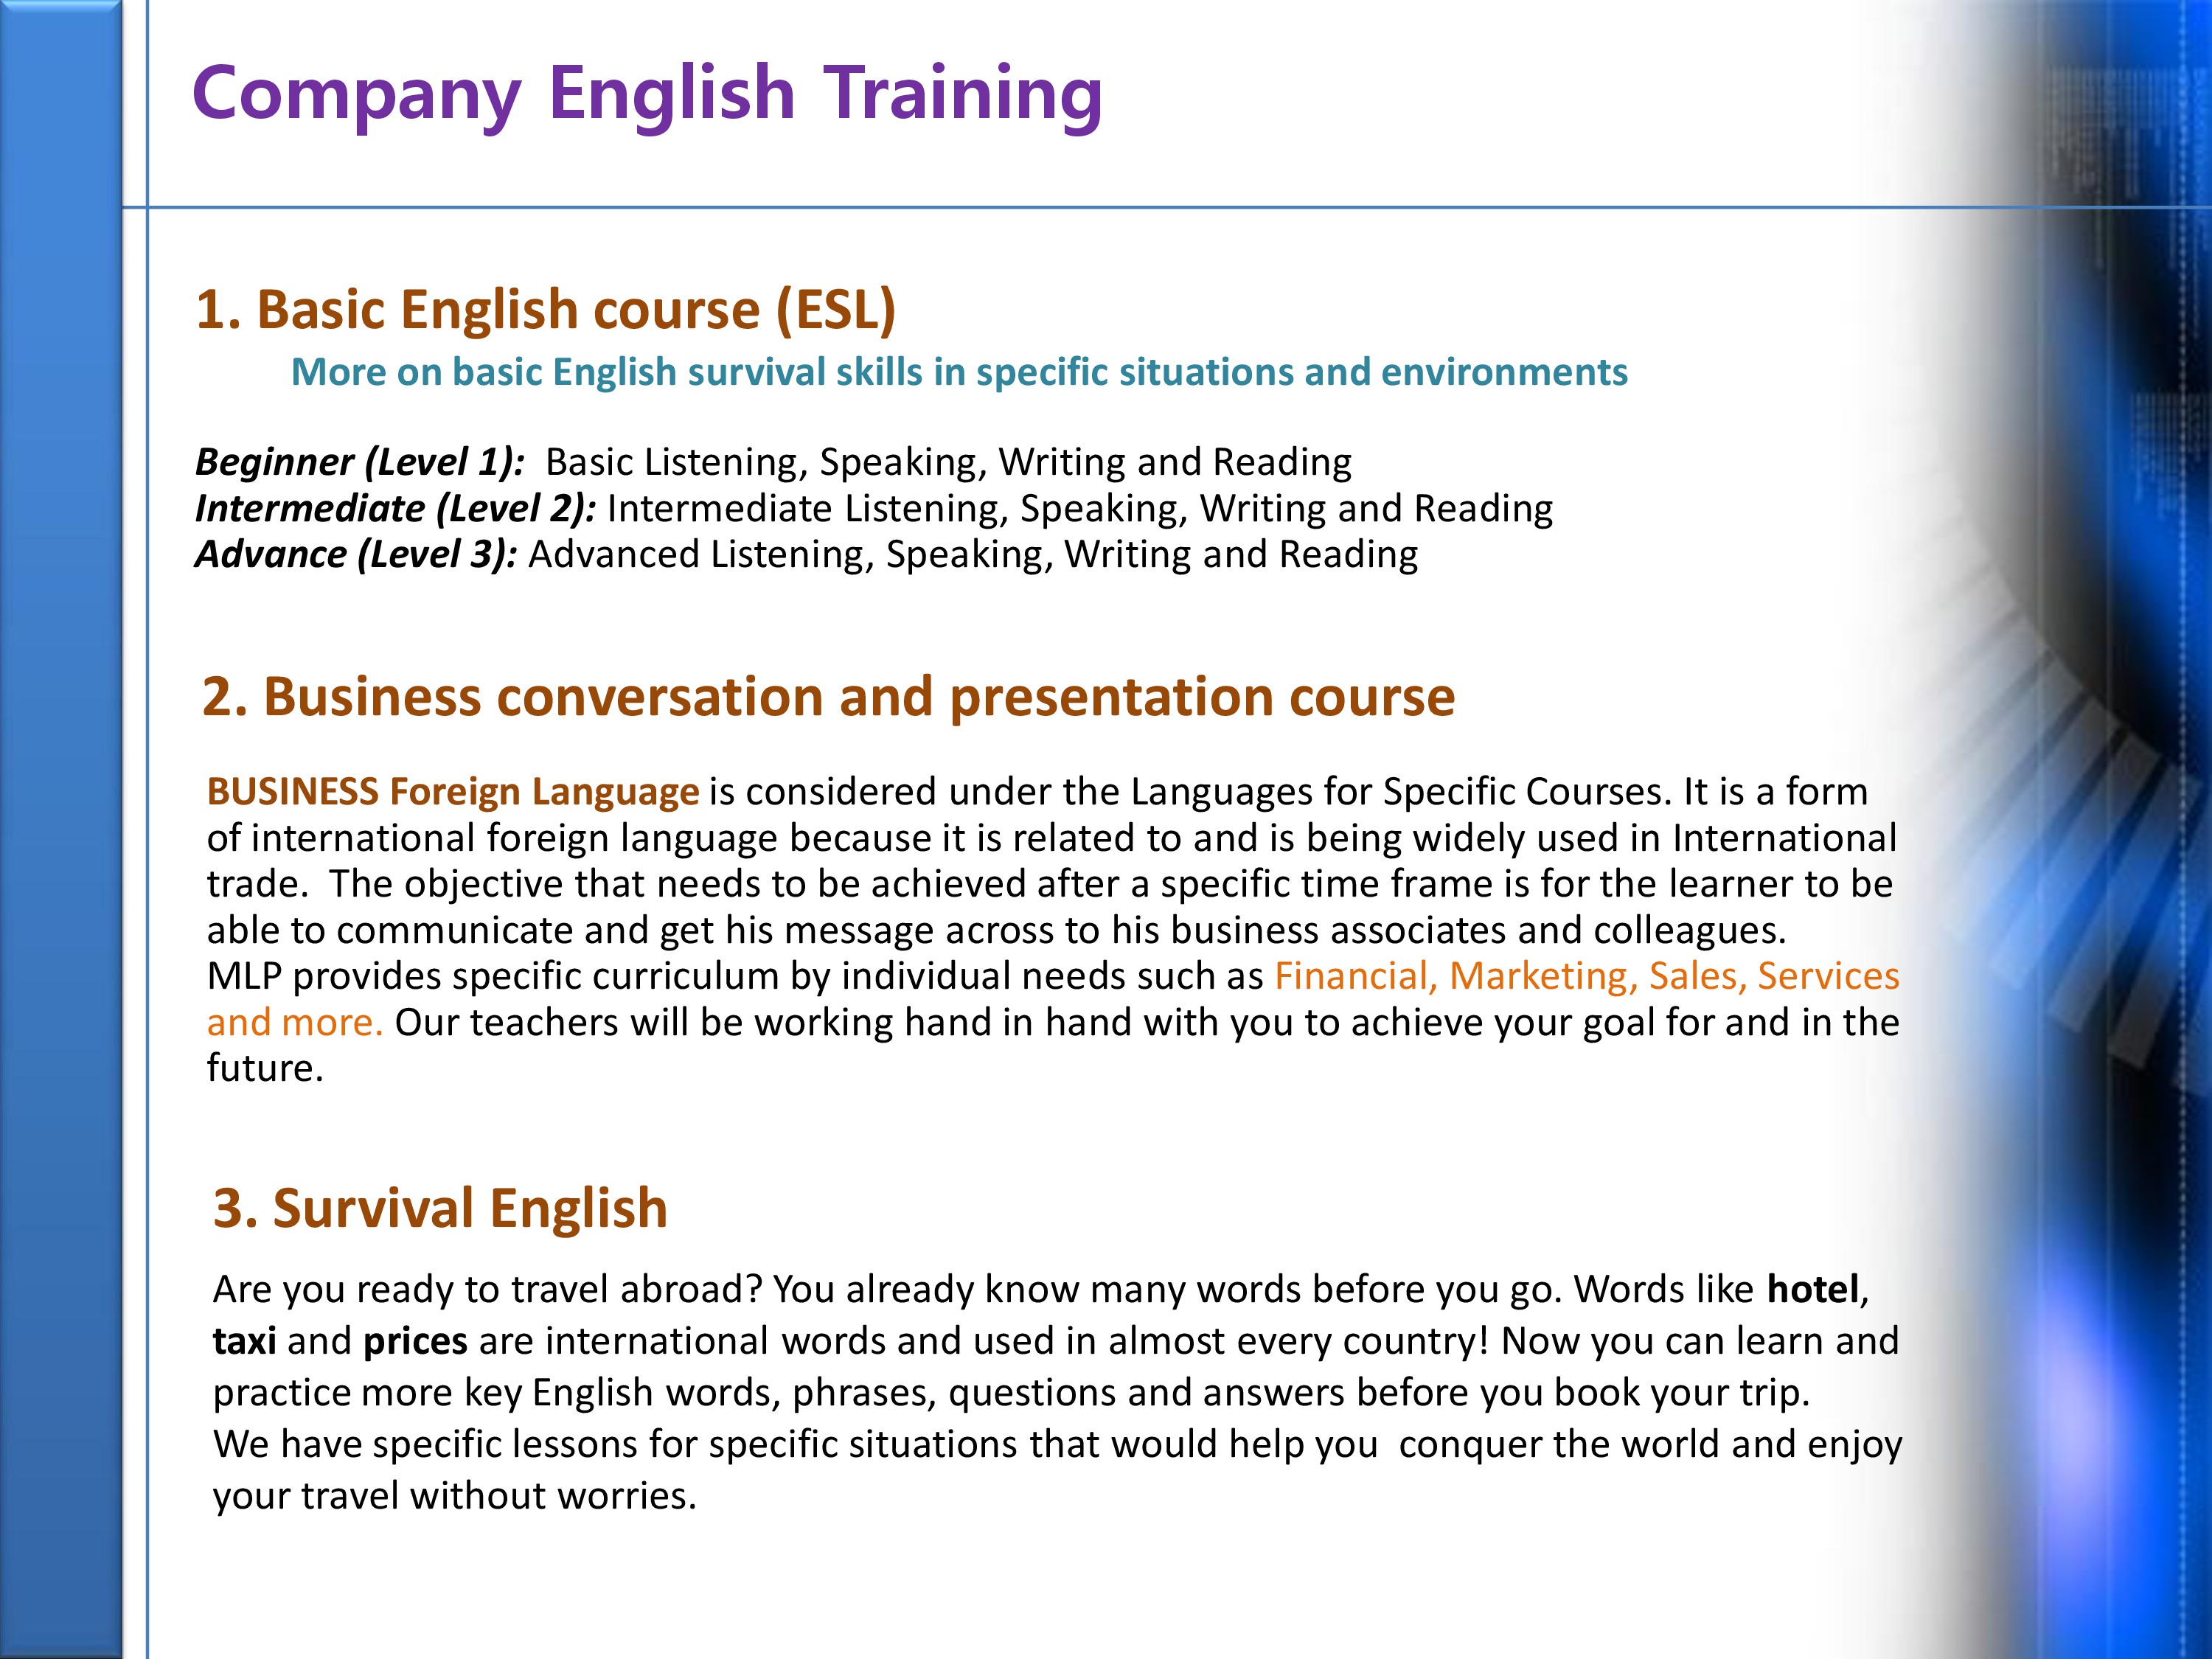 Company English Training
1. Basic English course (ESL)
More on basic English survival skills in specific situations and environments
Beginner (Level 1):  Basic Listening, Speaking, Writing and Reading
Intermediate (Level 2): Intermediate Listening, Speaking, Writing and Reading
Advance (Level 3): Advanced Listening, Speaking, Writing and Reading
2. Business conversation and presentation course
BUSINESS Foreign Language is considered under the Languages for Specific Courses. It is a form
of international foreign language because it is related to and is being widely used in International
trade.  The objective that needs to be achieved after a specific time frame is for the learner to be
able to communicate and get his message across to his business associates and colleagues.
MLP provides specific curriculum by individual needs such as Financial, Marketing, Sales, Services
and more. Our teachers will be working hand in hand with you to achieve your goal for and in the
future.
3. Survival English
Are you ready to travel abroad? You already know many words before you go. Words like hotel,
taxi and prices are international words and used in almost every country! Now you can learn and
practice more key English words, phrases, questions and answers before you book your trip.
We have specific lessons for specific situations that would help you  conquer the world and enjoy
your travel without worries.